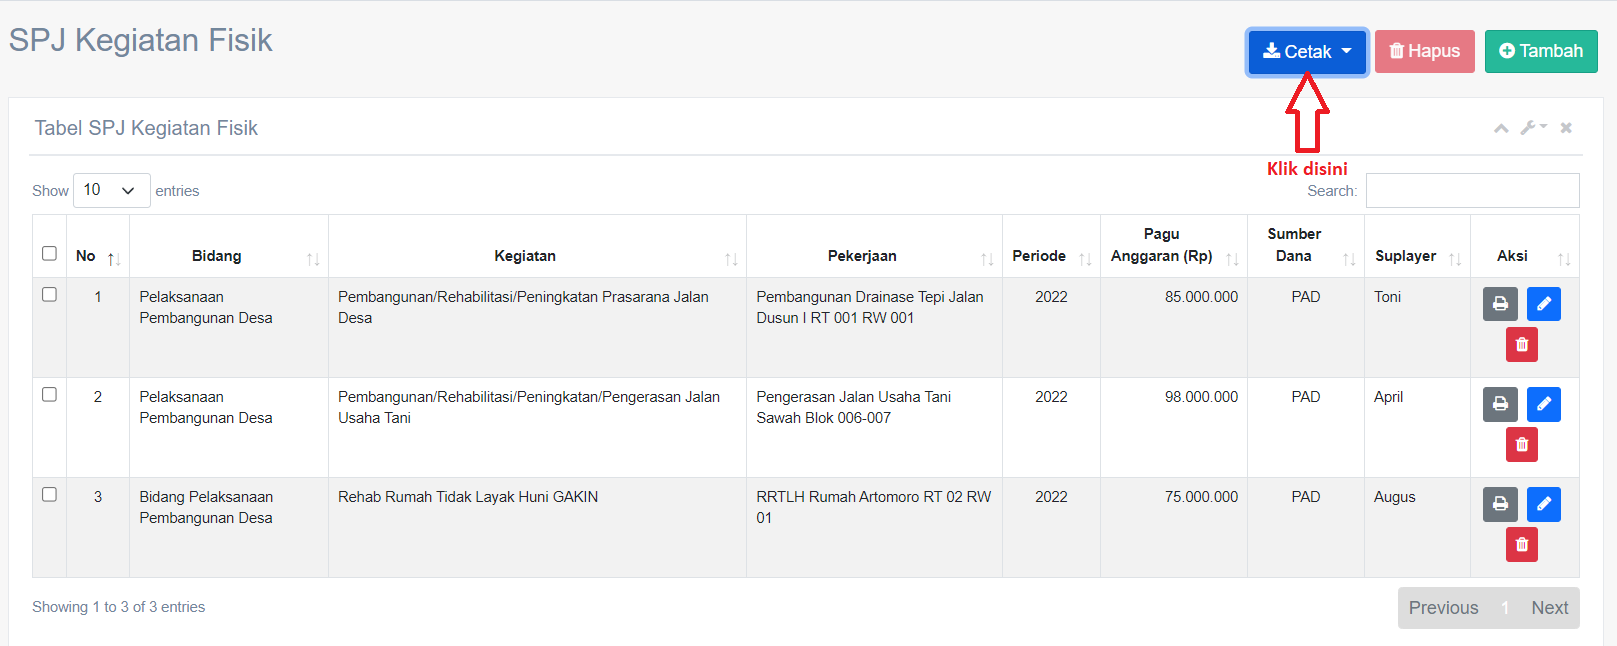 SPJ Kegiatan Fisik
Cetak
Hapus
Tambah
Tabel SPJ Kegiatan Fisik
Klik disini
Show 10 entries
Search:
No
Bidang
Kegiatan
Pekerjaan
Periode
Pagu
Anggaran (Rp)
Sumber
Dana
Suplayer
Aksi
1
Pelaksanaan
Pembangunan Desa
Pembangunan/Rehabilitasi/Peningkatan Prasarana Jalan
Desa
Pembangunan Drainase Tepi Jalan
Dusun I RT 001 RW 001
2022
85.000.000
PAD
Toni
2
Pelaksanaan
Pembangunan Desa
Pembangunan/Rehabilitasi/Peningkatan/Pengerasan Jalan
Usaha Tani
Pengerasan Jalan Usaha Tani
Sawah Blok 006-007
2022
98.000.000
PAD
April
3
Bidang Pelaksanaan
Pembangunan Desa
Rehab Rumah Tidak Layak Huni GAKIN
RRTLH Rumah Artomoro RT 02 RW
01
2022
75.000.000
PAD
Augus
Showing 1 to 3 of 3 entries
Previous 1 Next